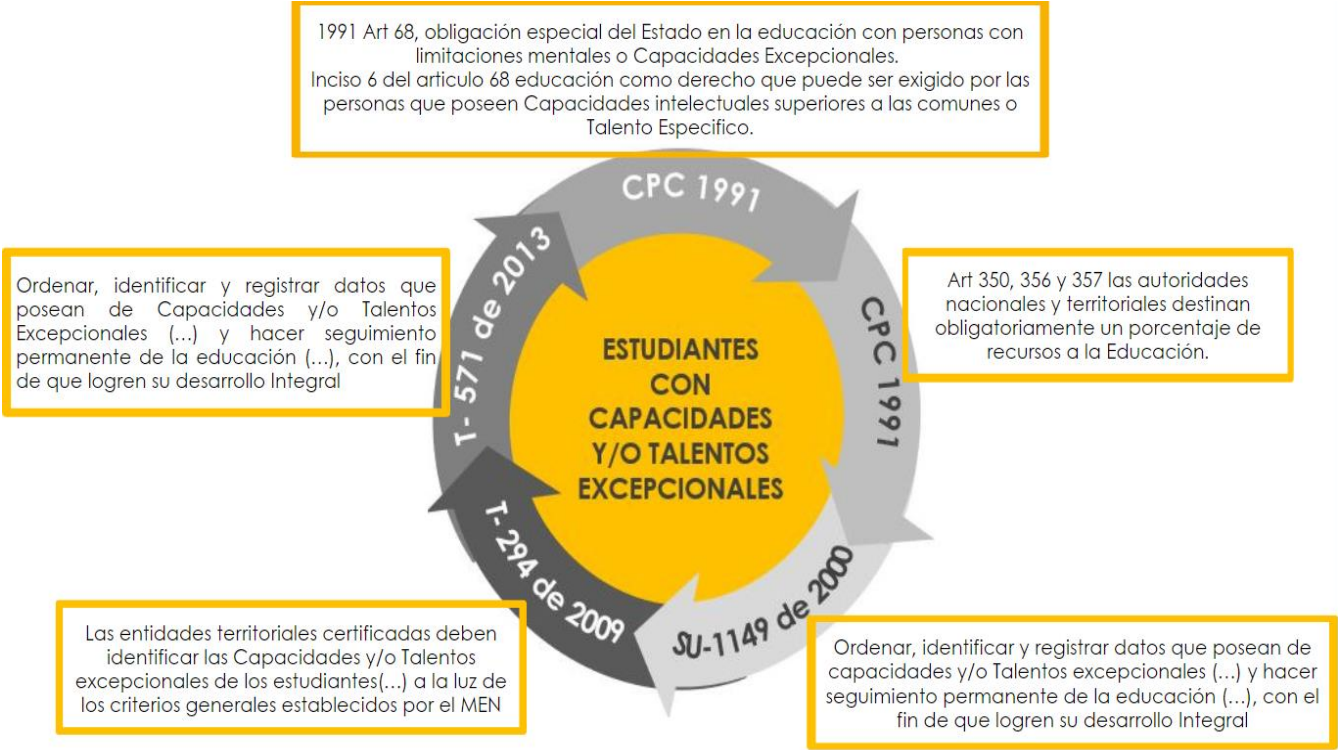 1991 Art 68, obligación especial del Estado en la educación con personas con
limitaciones mentales o Capacidades Excepcionales.
Inciso 6 del articulo 68 educación como derecho que puede ser exigido por las
personas que poseen Capacidades intelectuales superiores a las comunes o
Talento Especifico.
CPC 1991
Art 350, 356 y 357 las autoridades
nacionales y territoriales destinan
obligatoriamente un porcentaje de
recursos a la Educación.
CPC 1991
Ordenar, identificar y registrar datos que posean de
capacidades y/o Talentos excepcionales (...) y hacer
seguimiento permanente de la educación (...), con el
fin de que logren su desarrollo Integral
SU-1149 de 2000
Las entidades territoriales certificadas deben
identificar las Capacidades y/o Talentos
excepcionales de los estudiantes(...) a la luz de
los criterios generales establecidos por el MEN
T- 294 de 2009
Ordenar, identificar y registrar datos que
posean de Capacidades y/o Talentos
Excepcionales (...) y hacer seguimiento
permanente de la educación (...), con el fin
de que logren su desarrollo Integral
T- 571 de 2013
ESTUDIANTES
CON
CAPACIDADES
Y/O TALENTOS
EXCEPCIONALES